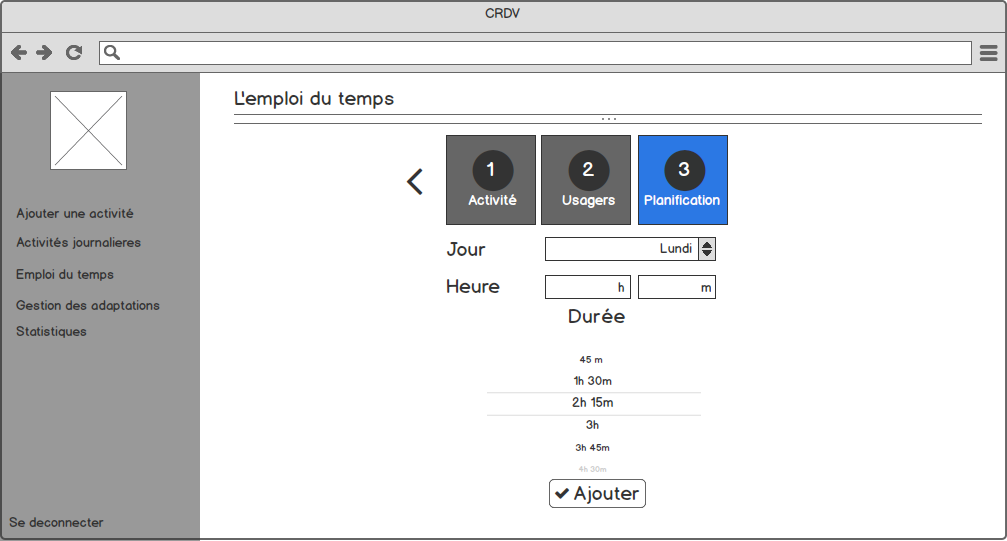 CRDV
L'emploi du temps
Ajouter une activité
Activités journalieres
Emploi du temps
Gestion des adaptations
Statistiques
Se deconnecter
1
Activité
2
Usagers
3
Planification
Jour
Lundi
Heure
h
m
Durée
45 m
1h 30m
2h 15m
3h
3h 45m
4h 30m
Ajouter